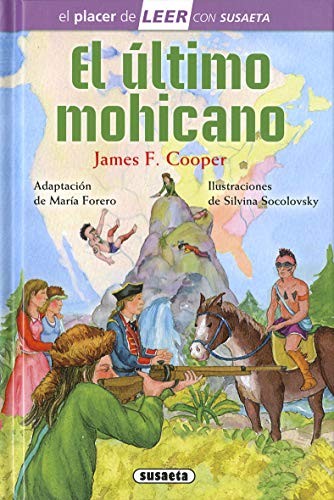 el placer de LEER CON SUSAETA
El último
mohicano
James F. Cooper
Adaptación
de María Forero
Ilustraciones
de Silvina Socolovsky
susaeta